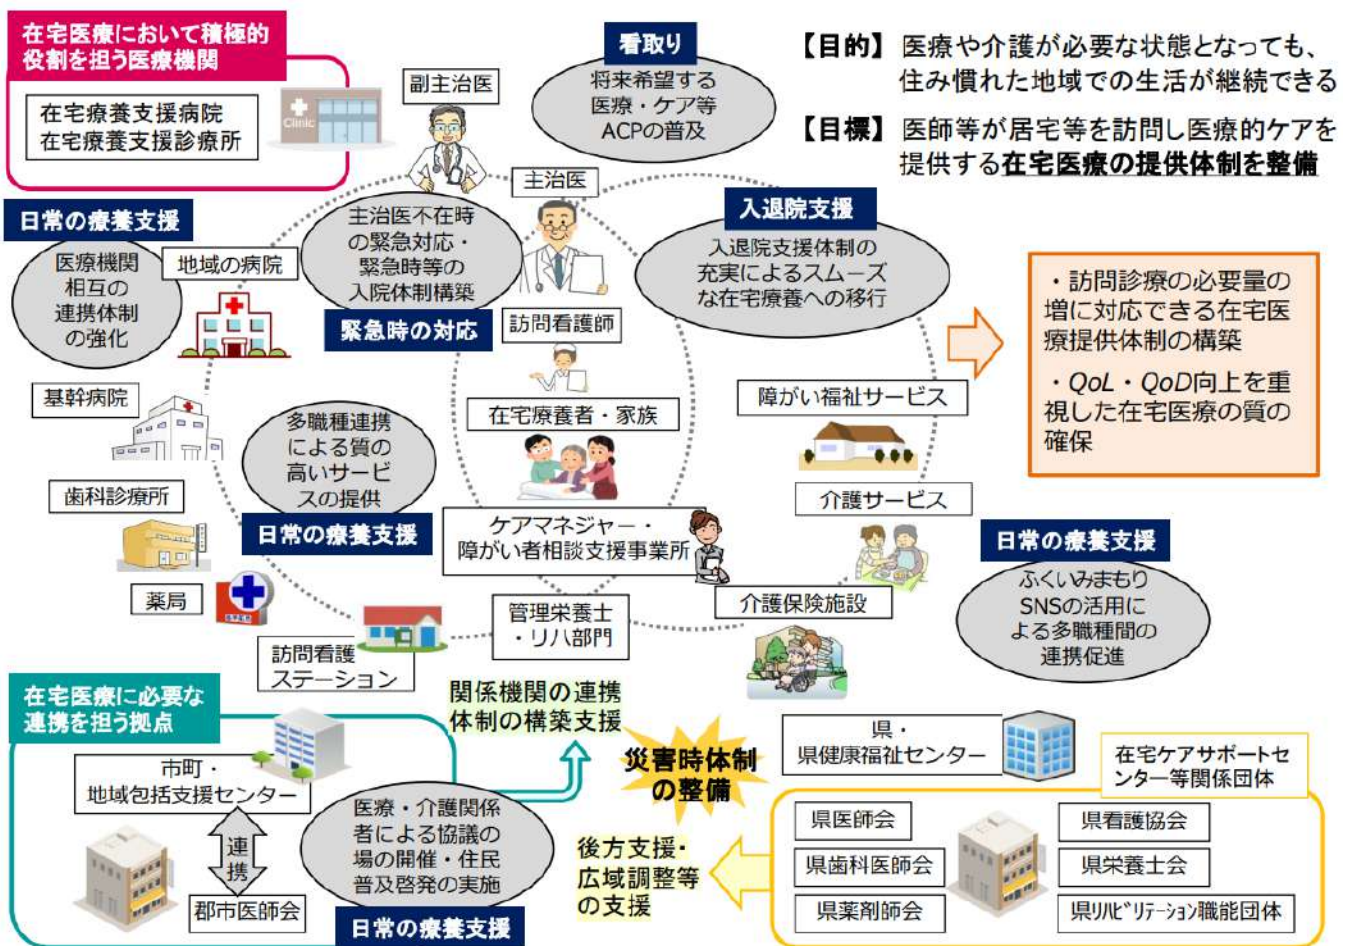 在宅医療において積極的
役割を担う医療機関
在宅療養支援病院
在宅療養支援診療所
Clinic
副主治医
看取り
将来希望する
医療・ケア等
ACPの普及
【目的】 医療や介護が必要な状態となっても、
住み慣れた地域での生活が継続できる
【目標】 医師等が居宅等を訪問し医療的ケアを
提供する在宅医療の提供体制を整備
日常の療養支援
医療機関
相互の
連携体制
の強化
地域の病院
主治医不在時
の緊急対応・
緊急時等の
入院体制構築
緊急時の対応
主治医
訪問看護師
入退院支援
入退院支援体制の
充実によるスムーズ
な在宅療養への移行
・訪問診療の必要量の
増に対応できる在宅医
療提供体制の構築
・QoL・QoD向上を重
視した在宅医療の質の
確保
基幹病院
多職種連携
による質の
高いサービ
スの提供
日常の療養支援
在宅療養者・家族
障がい福祉サービス
歯科診療所
ケアマネジャー・
障がい者相談支援事業所
介護サービス
日常の療養支援
ふくいみまもり
SNSの活用に
よる多職種間の
連携促進
薬局
訪問看護
ステーション
管理栄養士
・リハ部門
介護保険施設
在宅医療に必要な
連携を担う拠点
市町・
地域包括支援センター
連
携
郡市医師会
医療・介護関係
者による協議の
場の開催・住民
普及啓発の実施
日常の療養支援
関係機関の連携
体制の構築支援
災害時体制
の整備
後方支援・
広域調整等
の支援
県・
県健康福祉センター
在宅ケアサポートセ
ンター等関係団体
県医師会
県歯科医師会
県薬剤師会
県看護協会
県栄養士会
県ﾘﾊﾋﾞﾘﾃｰｼｮﾝ職能団体